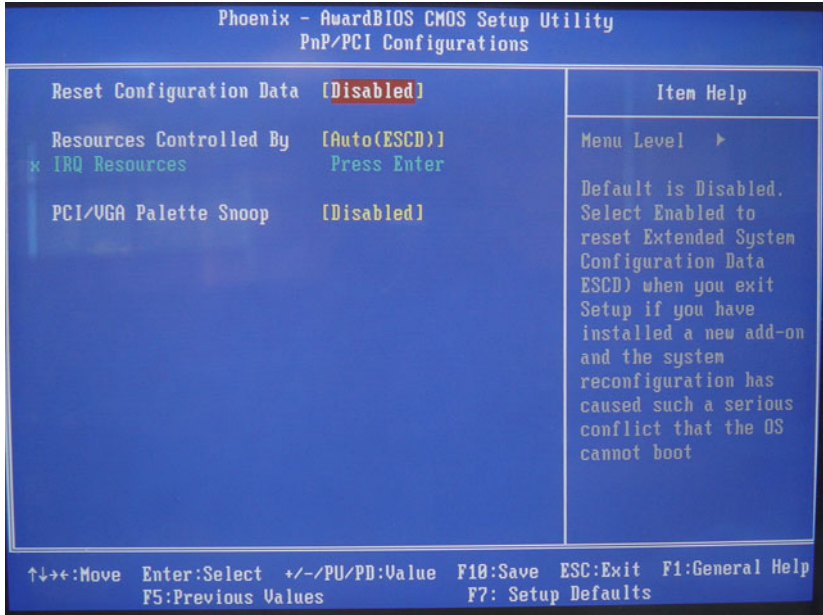 Phoenix - AwardBIOS CMOS Setup Utility
PnP/PCI Configurations
Reset Configuration Data [Disabled]
Resources Controlled By [Auto(ESCD)]
x IRQ Resources Press Enter
PCI/VGA Palette Snoop [Disabled]
Item Help
Menu Level ▶
Default is Disabled.
Select Enabled to
reset Extended System
Configuration Data
ESCD) when you exit
Setup if you have
installed a new add-on
and the system
reconfiguration has
caused such a serious
conflict that the OS
cannot boot
↑↓→←:Move Enter:Select +/-/PU/PD:Value F10:Save ESC:Exit F1:General Help
F5:Previous Values F7: Setup Defaults